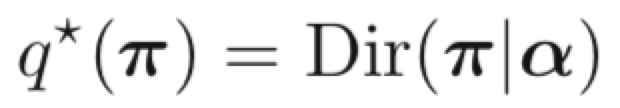 q⋆(π) = Dir(π|α)